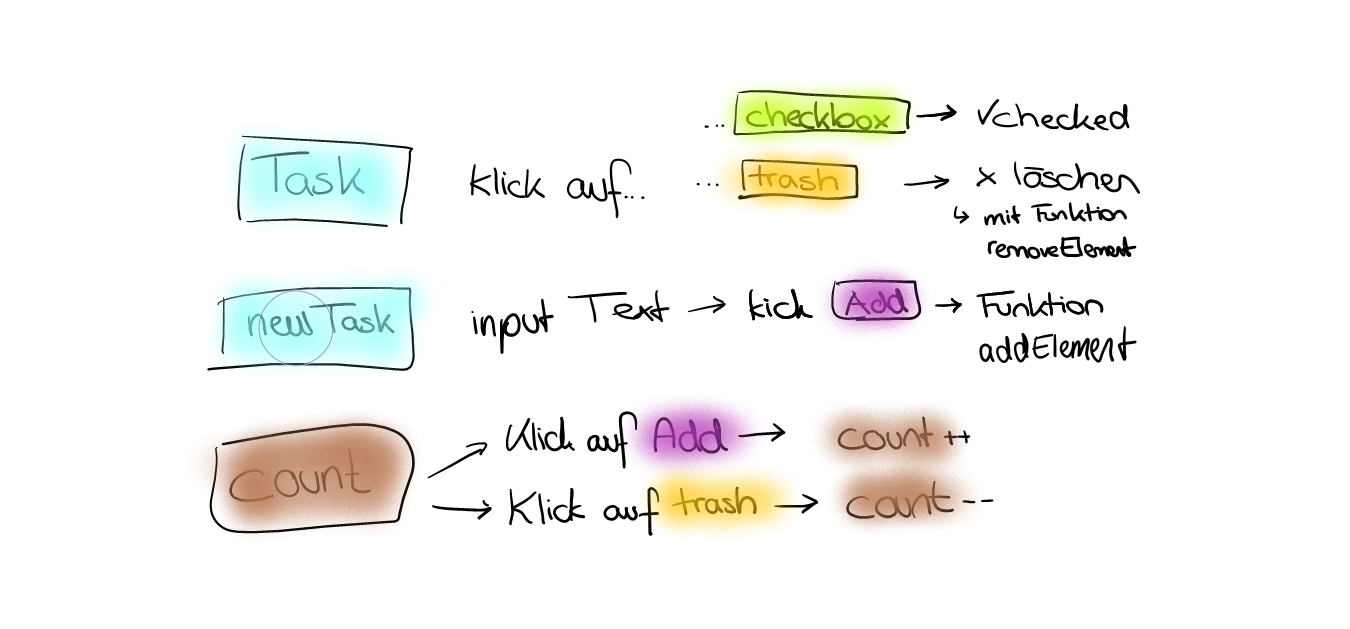 ... checkbox → √checked
Task Klick auf... ... trash → x löschen
↳ mit Funktion
removeElement
newTask input Text → kick Add → Funktion
addElement
Klick auf Add → count ++
count
Klick auf trash → count --